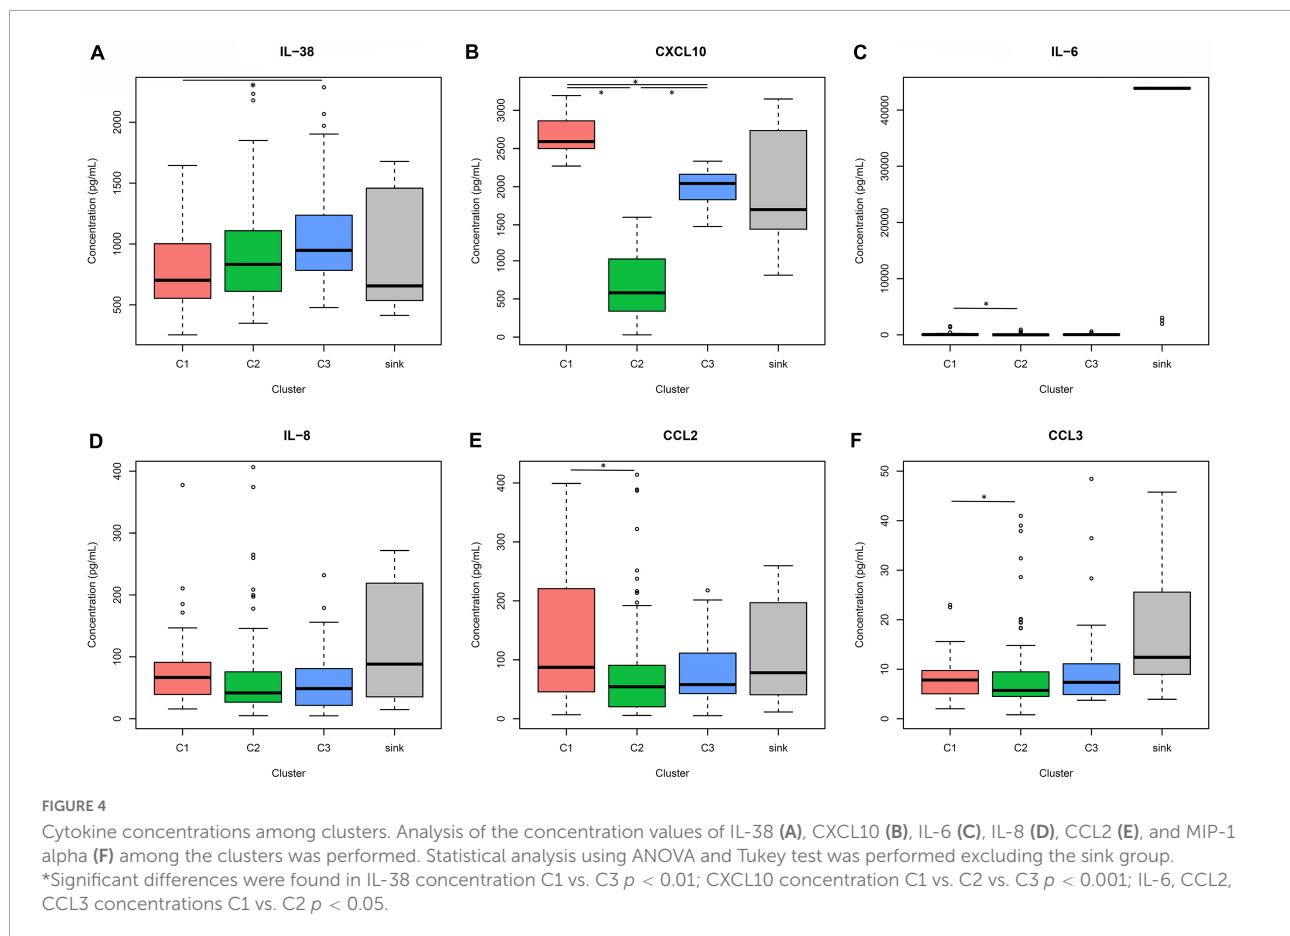 A IL−38
Concentration (pg/mL)
500 1000 1500 2000
*
C1 C2 C3 sink
Cluster
B CXCL10
Concentration (pg/mL)
0 500 1000 1500 2000 2500 3000
*
* *
C1 C2 C3 sink
Cluster
C IL−6
Concentration (pg/mL)
0 10000 20000 30000 40000
*
C1 C2 C3 sink
Cluster
D IL−8
Concentration (pg/mL)
0 100 200 300 400
C1 C2 C3 sink
Cluster
E CCL2
Concentration (pg/mL)
0 100 200 300 400
*
C1 C2 C3 sink
Cluster
F CCL3
Concentration (pg/mL)
0 10 20 30 40 50
*
C1 C2 C3 sink
Cluster
FIGURE 4
Cytokine concentrations among clusters. Analysis of the concentration values of IL-38 (A), CXCL10 (B), IL-6 (C), IL-8 (D), CCL2 (E), and MIP-1
alpha (F) among the clusters was performed. Statistical analysis using ANOVA and Tukey test was performed excluding the sink group.
*Significant differences were found in IL-38 concentration C1 vs. C3 p < 0.01; CXCL10 concentration C1 vs. C2 vs. C3 p < 0.001; IL-6, CCL2,
CCL3 concentrations C1 vs. C2 p < 0.05.